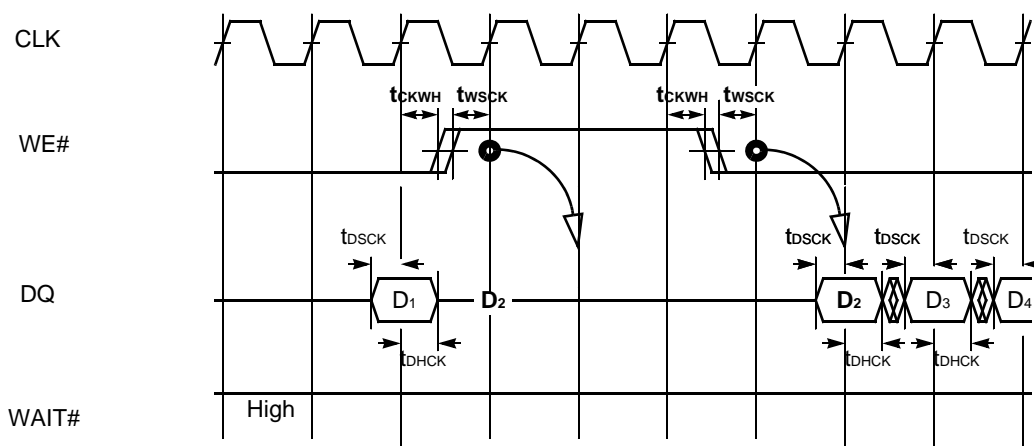 CLK
tCKWH tWSCK tCKWH tWSCK
WE#
tDSCK tDSCK tDSCK tDSCK
DQ D1 D2 D2 D3 D4
tDHCK tDHCK tDHCK
High
WAIT#